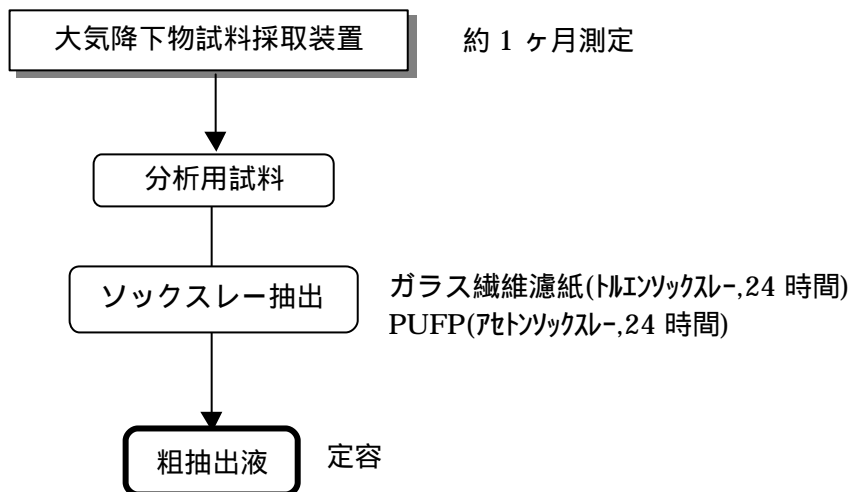 大気降下物試料採取装置
約 1 ヶ月測定
分析用試料
ソックスレー抽出
ガラス繊維濾紙(ﾄﾙｴﾝｿｯｸｽﾚｰ,24 時間)
PUFP(ｱｾﾄﾝｿｯｸｽﾚｰ,24 時間)
粗抽出液
定容